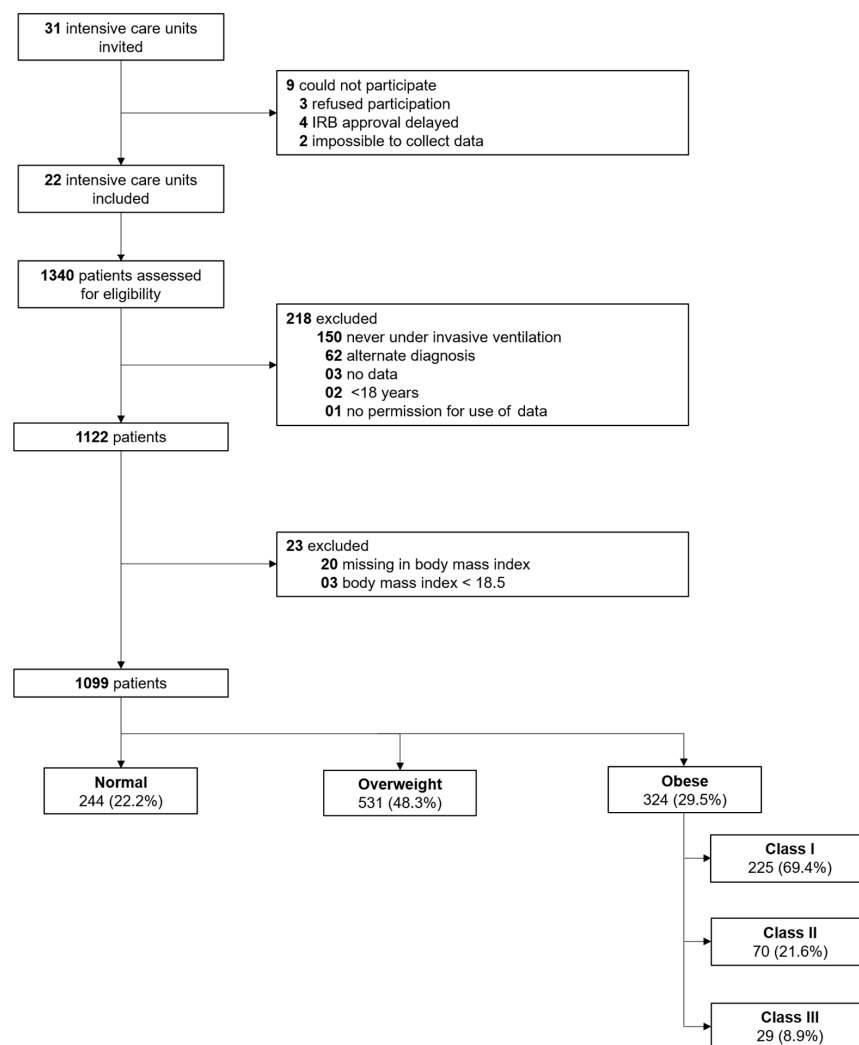 31 intensive care units
invited
9 could not participate
3 refused participation
4 IRB approval delayed
2 impossible to collect data
22 intensive care units
included
1340 patients assessed
for eligibility
218 excluded
150 never under invasive ventilation
62 alternate diagnosis
03 no data
02 <18 years
01 no permission for use of data
1122 patients
23 excluded
20 missing in body mass index
03 body mass index < 18.5
1099 patients
Normal
244 (22.2%)
Overweight
531 (48.3%)
Obese
324 (29.5%)
Class I
225 (69.4%)
Class II
70 (21.6%)
Class III
29 (8.9%)